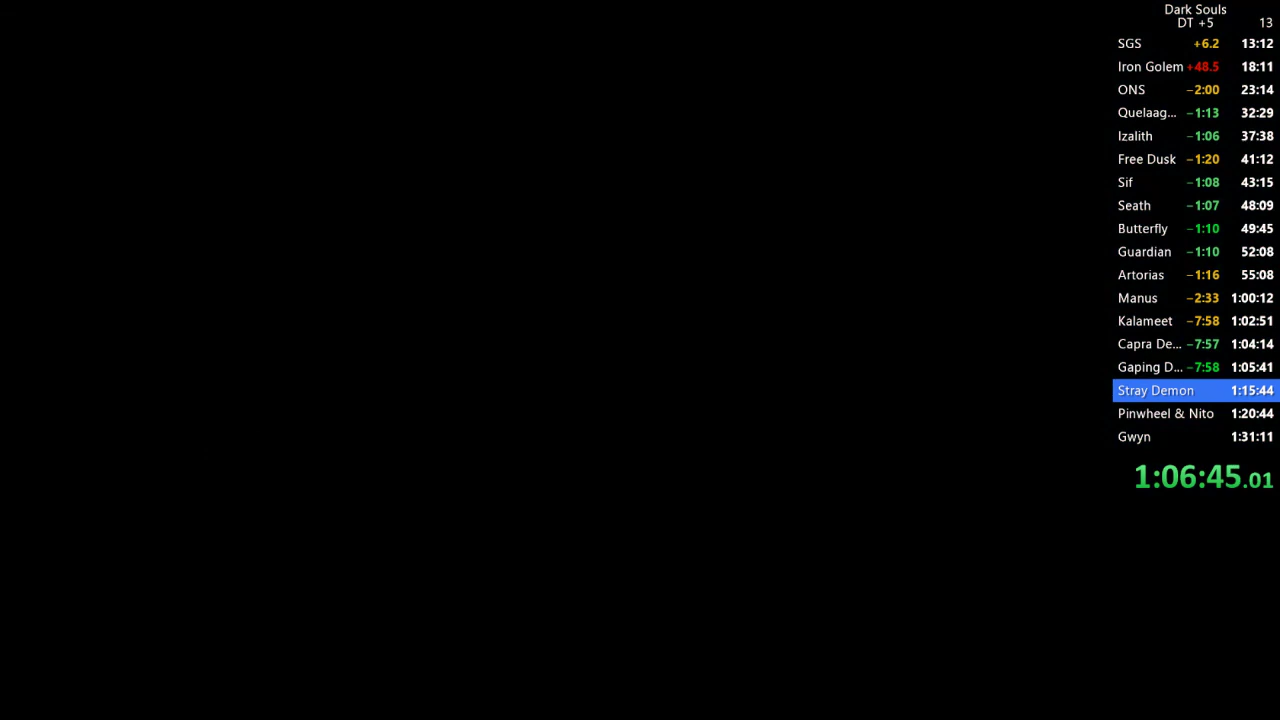 Dark Souls
DT +5 13
SGS +6.2 13:12
Iron Golem +48.5 18:11
ONS −2:00 23:14
Quelaag... −1:13 32:29
Izalith −1:06 37:38
Free Dusk −1:20 41:12
Sif −1:08 43:15
Seath −1:07 48:09
Butterfly −1:10 49:45
Guardian −1:10 52:08
Artorias −1:16 55:08
Manus −2:33 1:00:12
Kalameet −7:58 1:02:51
Capra De... −7:57 1:04:14
Gaping D... −7:58 1:05:41
Stray Demon 1:15:44
Pinwheel & Nito 1:20:44
Gwyn 1:31:11
1:06:45.01